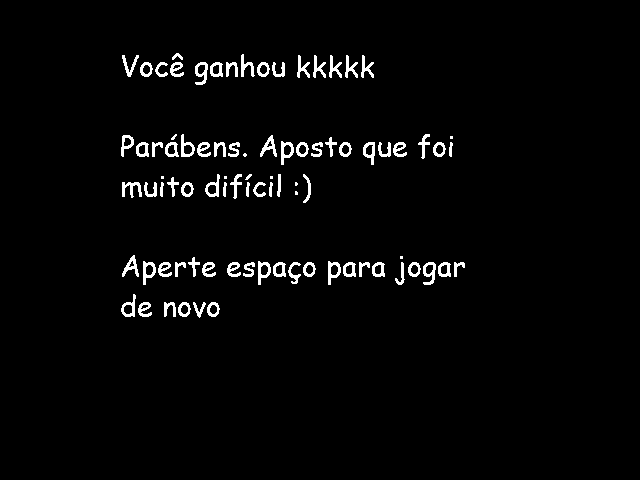 Você ganhou kkkkk
Parábens. Aposto que foi
muito difícil :)
Aperte espaço para jogar
de novo